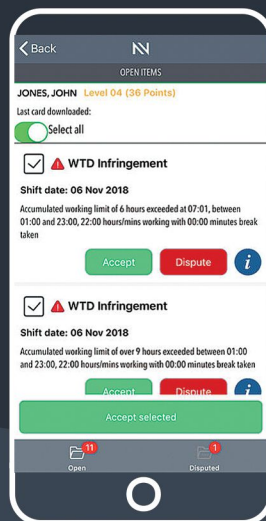 Back
OPEN ITEMS
JONES, JOHN Level 04 (36 Points)
Last card downloaded:
Select all
WTD Infringement
Shift date: 06 Nov 2018
Accumulated working limit of 6 hours exceeded at 07:01, between
01:00 and 23:00, 22:00 hours/mins working with 00:00 minutes break
taken
Accept Dispute i
WTD Infringement
Shift date: 06 Nov 2018
Accumulated working limit of over 9 hours exceeded between 01:00
and 23:00, 22:00 hours/mins working with 00:00 minutes break taken
Accept Dispute i
Accept selected
11 1
Open Disputed